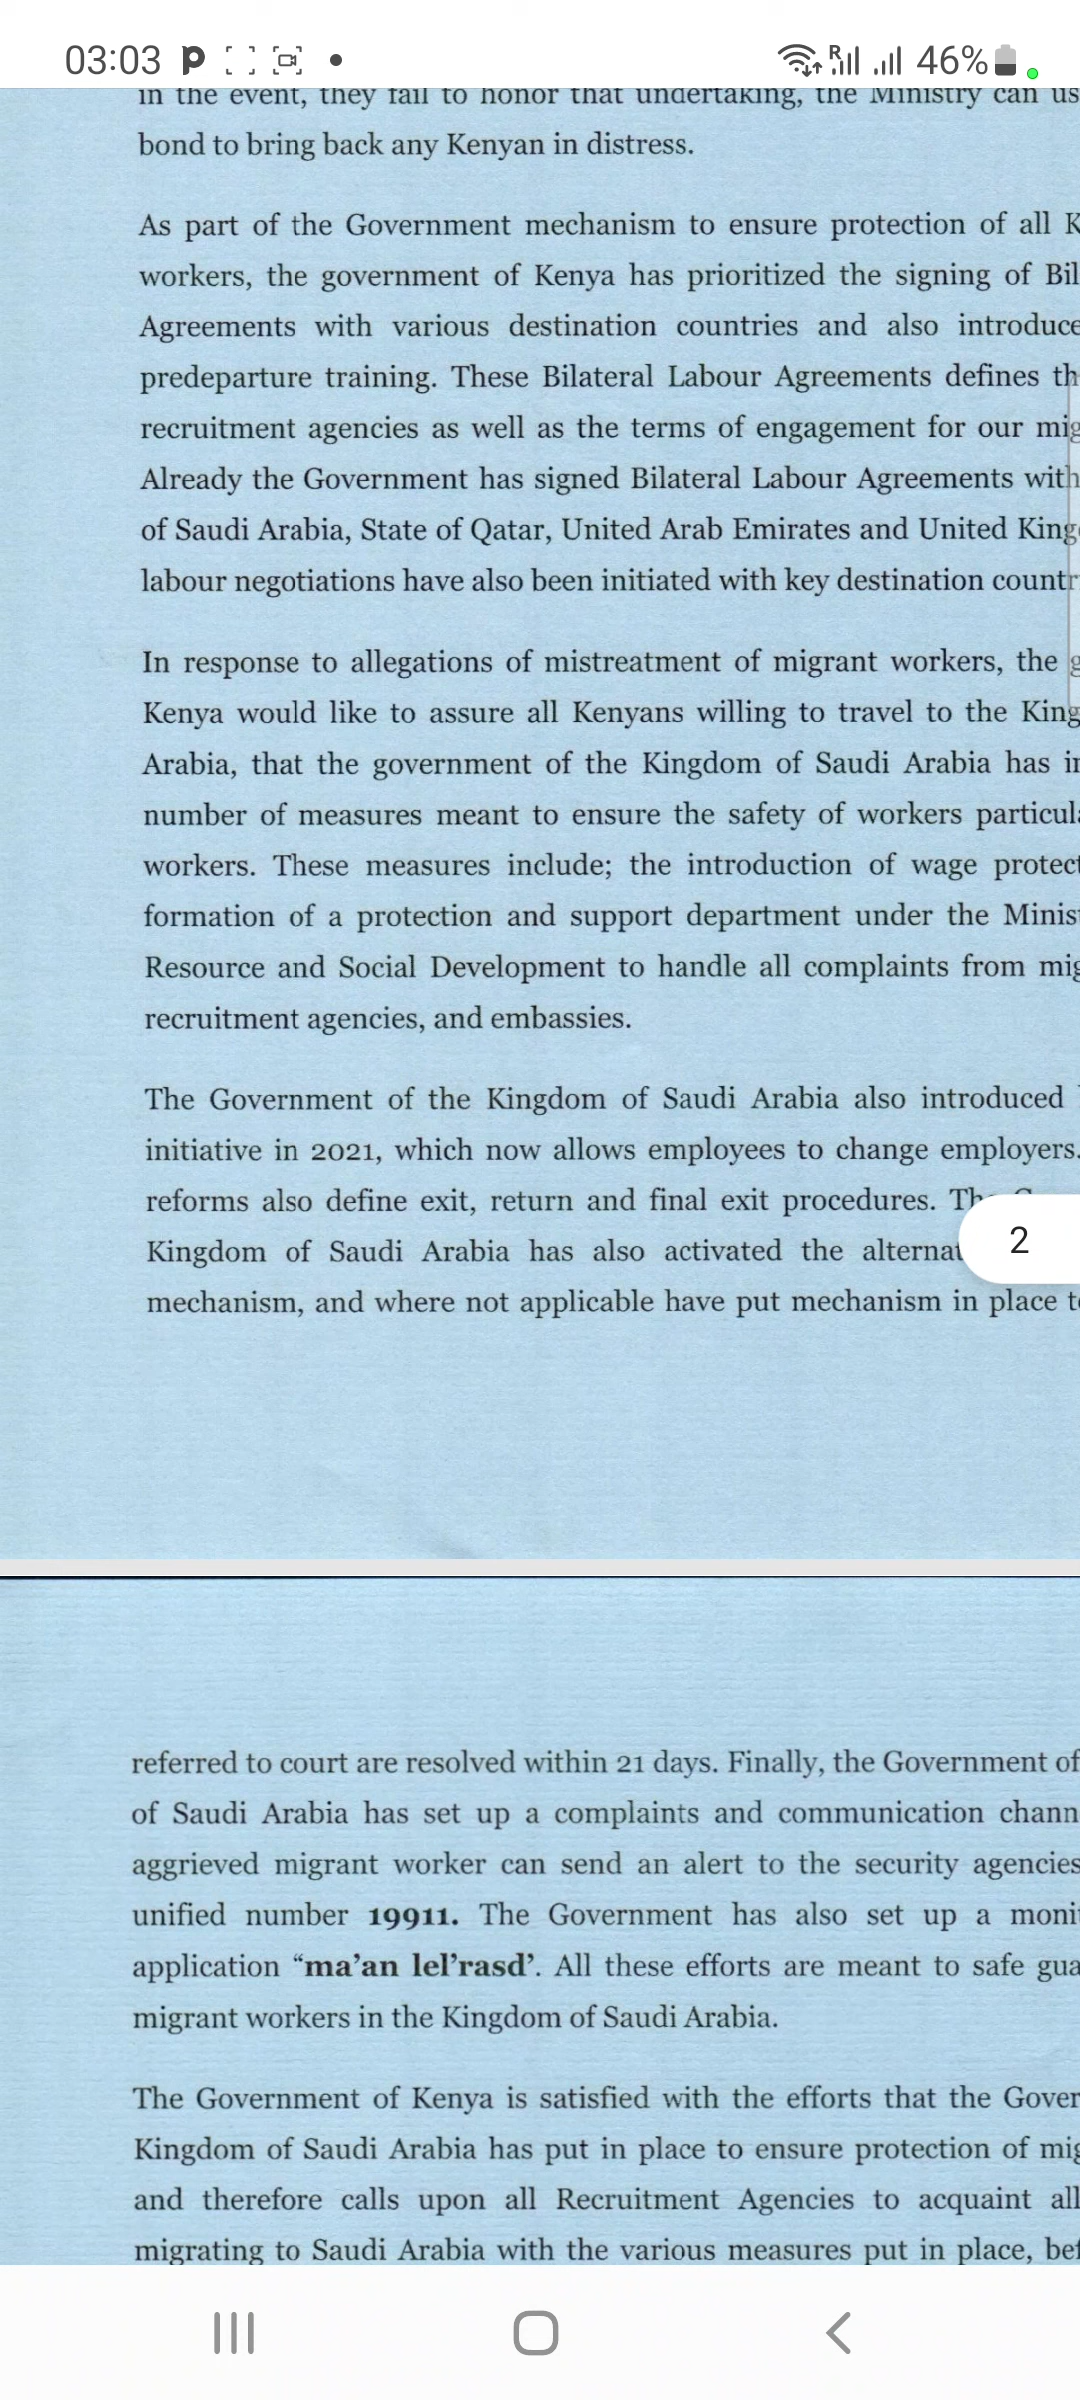 03:03 46%
in the event, they fail to honor that undertaking, the Ministry can us
bond to bring back any Kenyan in distress.
As part of the Government mechanism to ensure protection of all K
workers, the government of Kenya has prioritized the signing of Bil
Agreements with various destination countries and also introduce
predeparture training. These Bilateral Labour Agreements defines th
recruitment agencies as well as the terms of engagement for our mig
Already the Government has signed Bilateral Labour Agreements with
of Saudi Arabia, State of Qatar, United Arab Emirates and United King
labour negotiations have also been initiated with key destination countr
In response to allegations of mistreatment of migrant workers, the g
Kenya would like to assure all Kenyans willing to travel to the King
Arabia, that the government of the Kingdom of Saudi Arabia has in
number of measures meant to ensure the safety of workers particula
workers. These measures include; the introduction of wage protect
formation of a protection and support department under the Minist
Resource and Social Development to handle all complaints from mig
recruitment agencies, and embassies.
The Government of the Kingdom of Saudi Arabia also introduced
initiative in 2021, which now allows employees to change employers.
reforms also define exit, return and final exit procedures.
Kingdom of Saudi Arabia has also activated the alternat
2
mechanism, and where not applicable have put mechanism in place to
referred to court are resolved within 21 days. Finally, the Government of
of Saudi Arabia has set up a complaints and communication chann
aggrieved migrant worker can send an alert to the security agencies
unified number 19911. The Government has also set up a monit
application “ma’an lel’rasd’. All these efforts are meant to safe gua
migrant workers in the Kingdom of Saudi Arabia.
The Government of Kenya is satisfied with the efforts that the Gover
Kingdom of Saudi Arabia has put in place to ensure protection of mig
and therefore calls upon all Recruitment Agencies to acquaint all
migrating to Saudi Arabia with the various measures put in place, bef